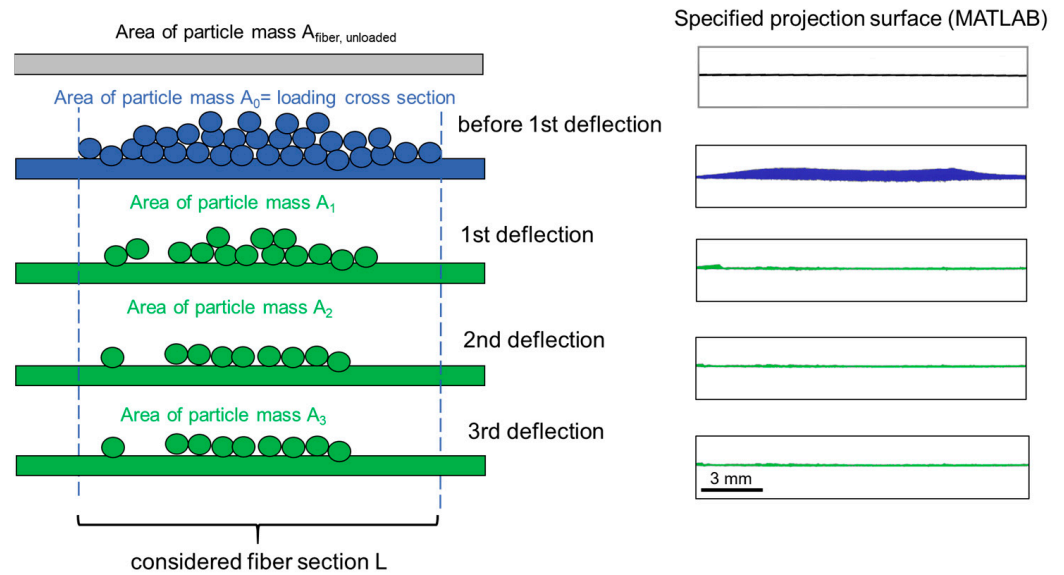 Specified projection surface (MATLAB)
Area of particle mass A fiber, unloaded
Area of particle mass A0= loading cross section
before 1st deflection
Area of particle mass A1
1st deflection
Area of particle mass A2
2nd deflection
Area of particle mass A3
3rd deflection
3 mm
considered fiber section L